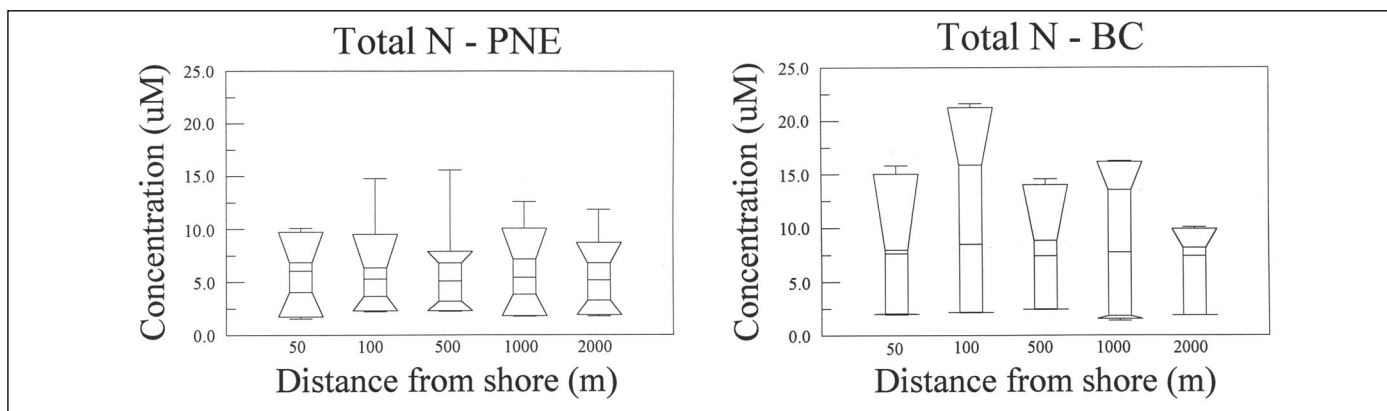 Total N - PNE
Concentration (uM)
25.0
20.0
15.0
10.0
5.0
0.0
50 100 500 1000 2000
Distance from shore (m)
Total N - BC
Concentration (uM)
25.0
20.0
15.0
10.0
5.0
0.0
50 100 500 1000 2000
Distance from shore (m)